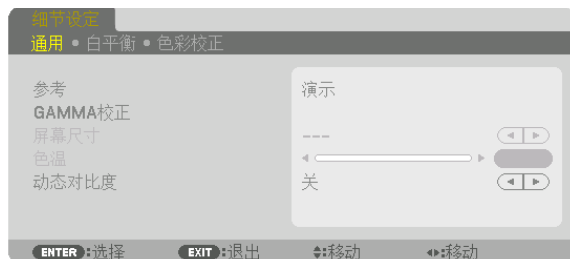 细节设定
通用 • 白平衡 • 色彩校正
参考 演示
GAMMA校正
屏幕尺寸 ---
色温
动态对比度 关
ENTER :选择 EXIT :退出 :移动 :移动